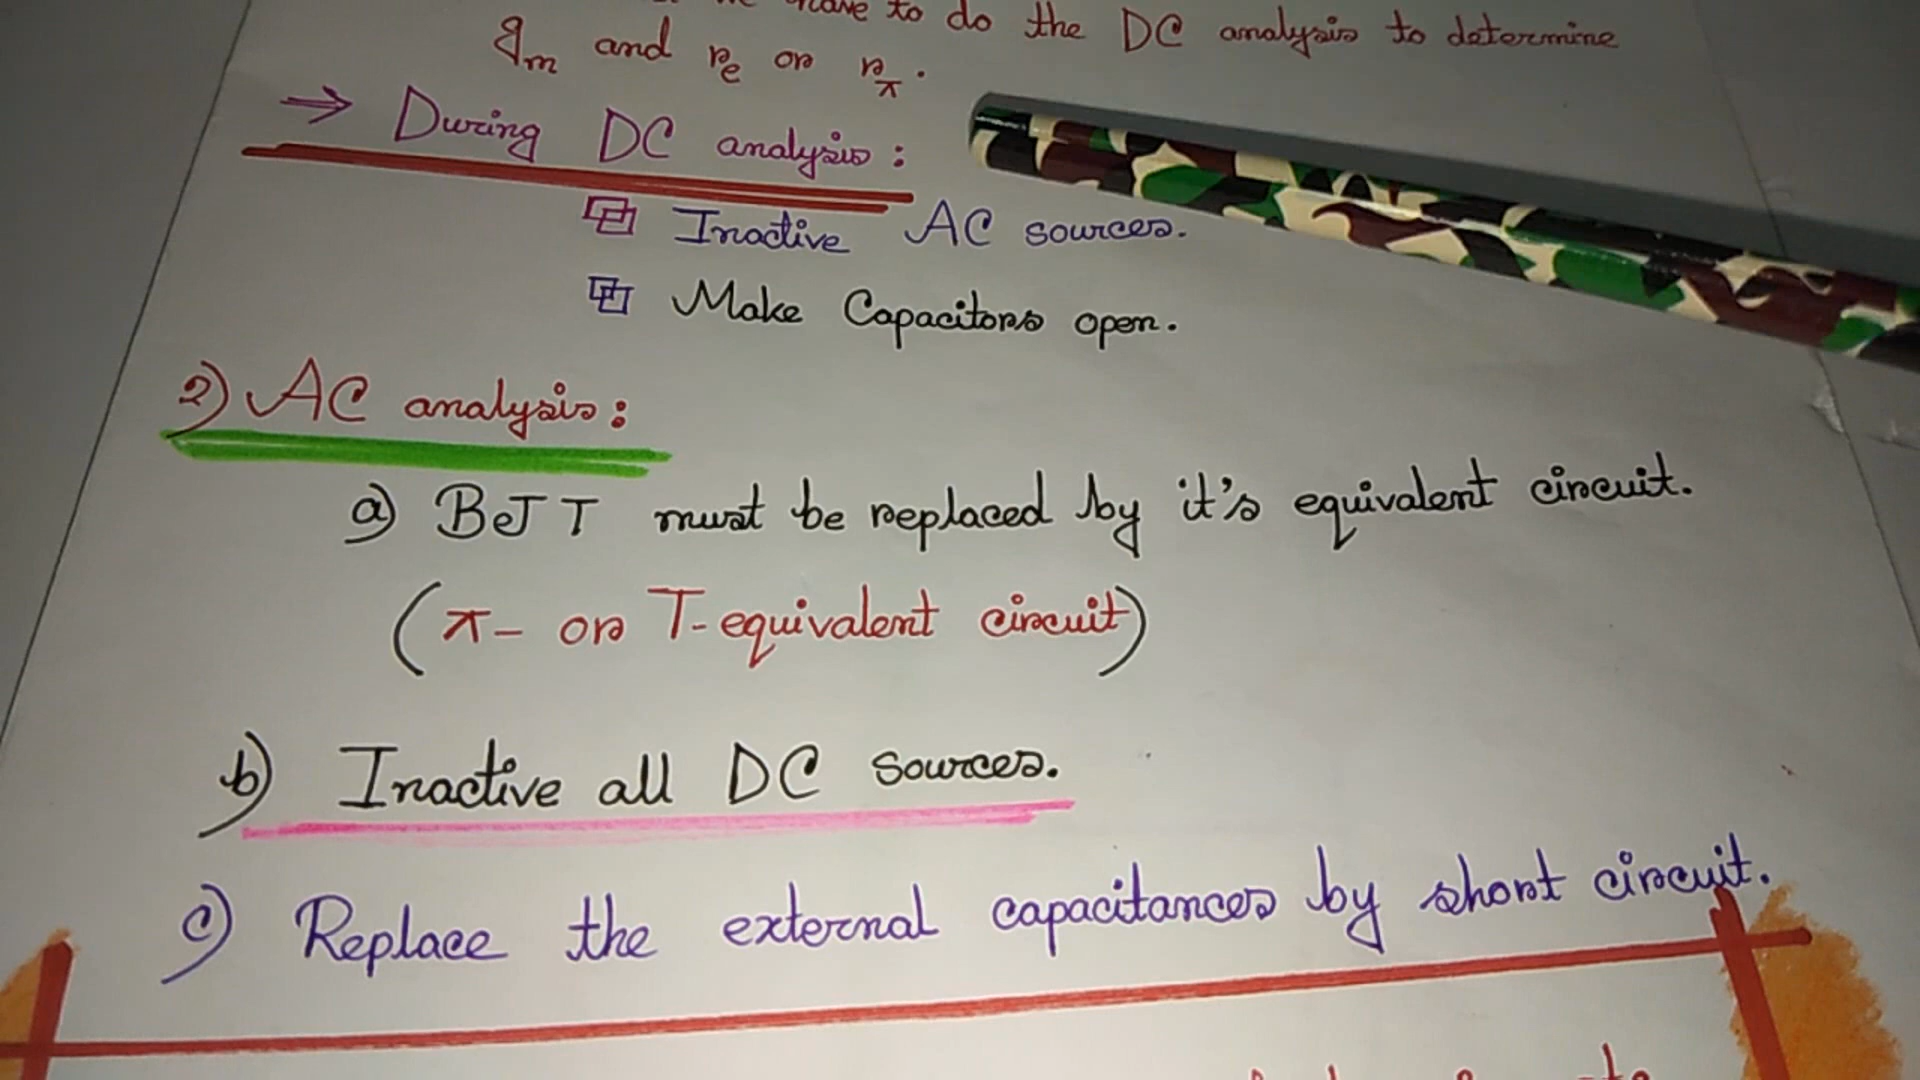 have to do the DC analysis to determine
gm and re or rπ.
⇒ During DC analysis:
Inactive AC sources.
Make Capacitors open.
2) AC analysis:
a) BJT must be replaced by it's equivalent circuit.
(π- or T-equivalent circuit)
b) Inactive all DC sources.
c) Replace the external capacitances by short circuit.